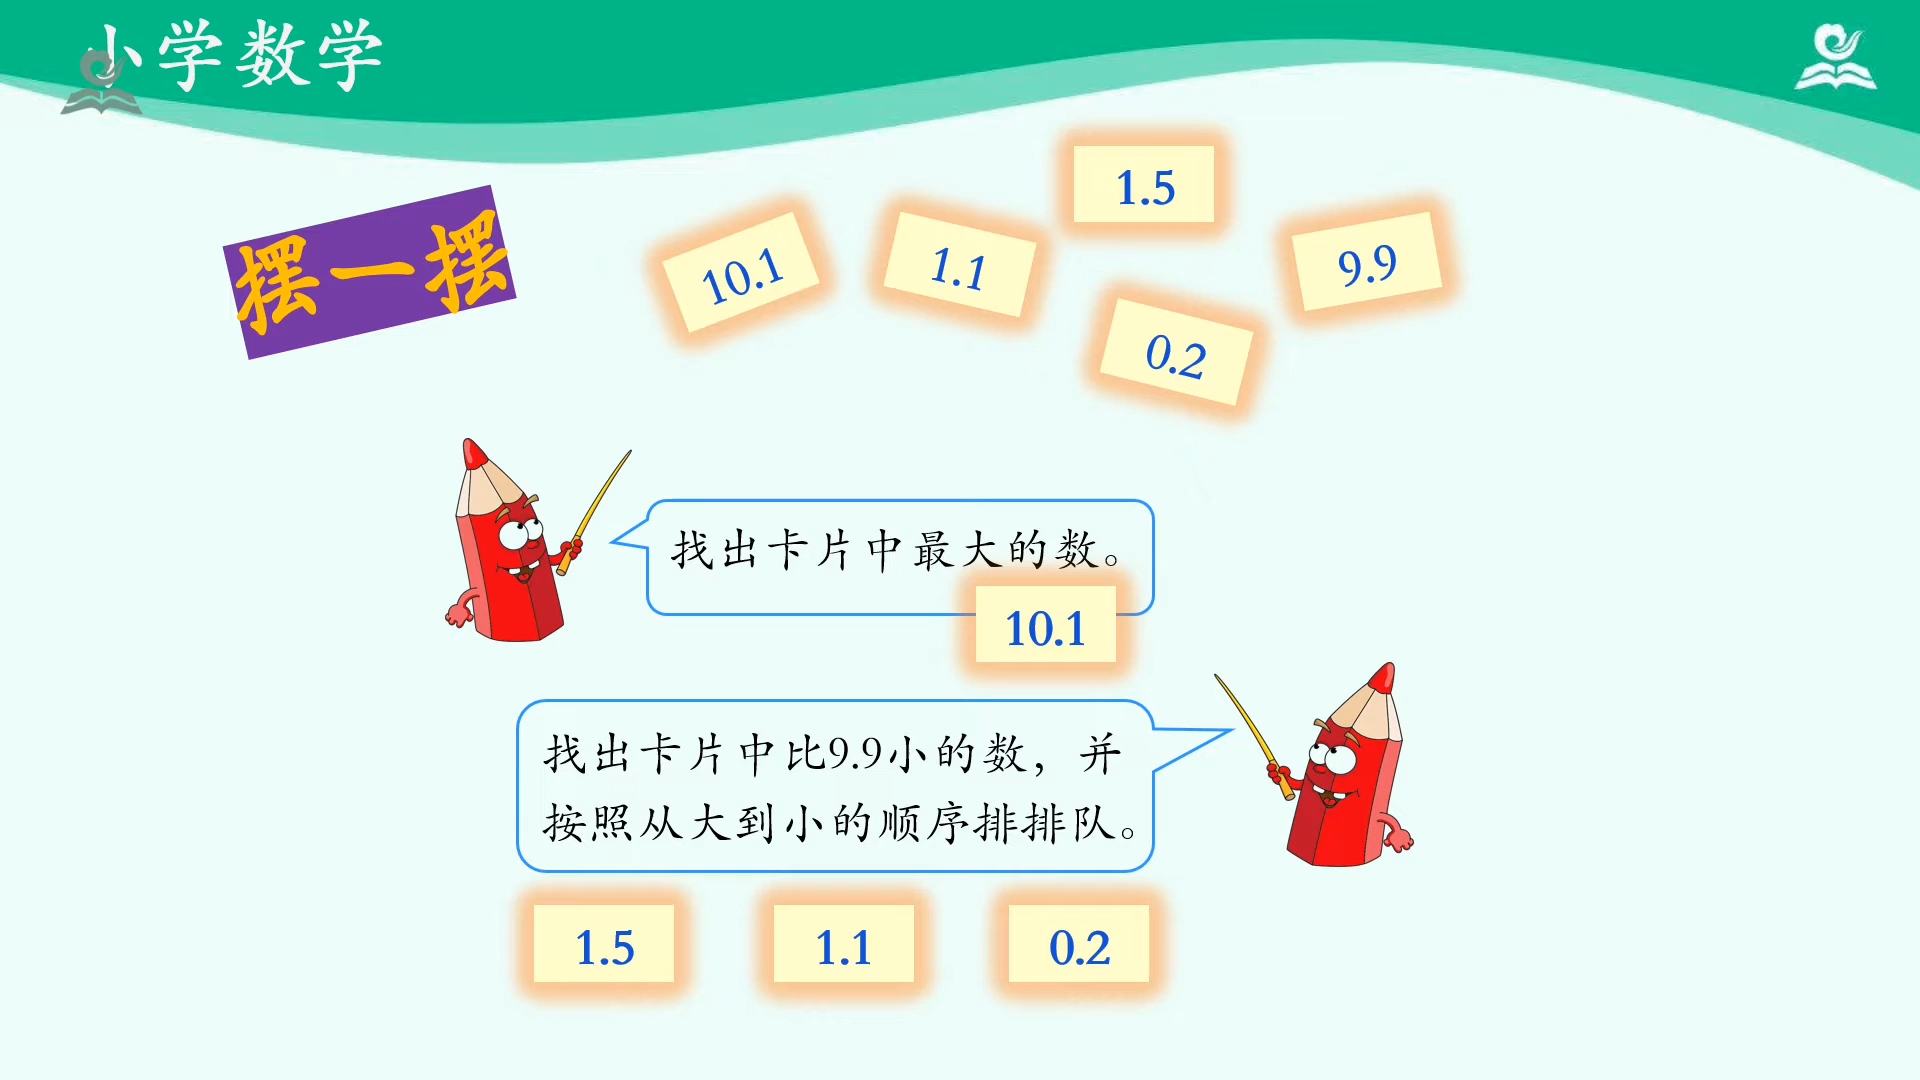 小学数学
摆一摆
1.5
10.1
1.1
9.9
0.2
找出卡片中最大的数。
10.1
找出卡片中比9.9小的数，并
按照从大到小的顺序排排队。
1.5
1.1
0.2